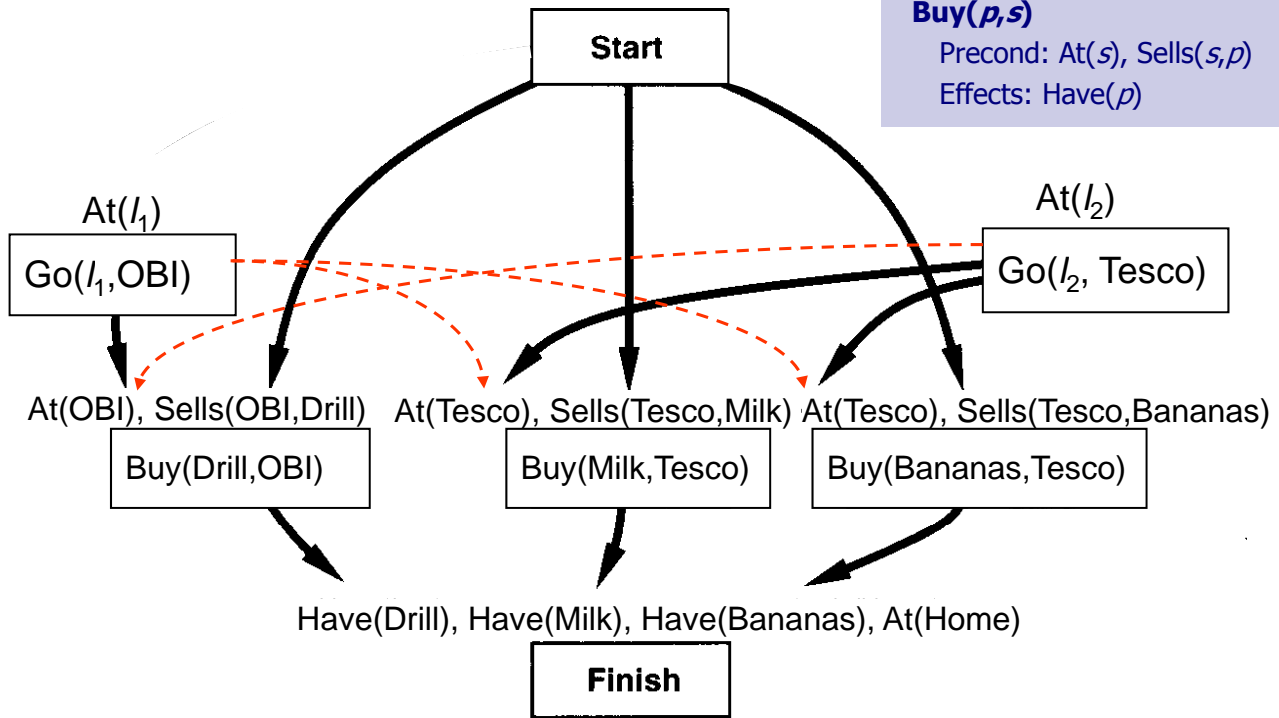 Buy(p,s)
Start
Precond: At(s), Sells(s,p)
Effects: Have(p)
At(l₁)
At(l₂)
Go(l₁,OBI)
Go(l₂, Tesco)
At(OBI), Sells(OBI,Drill)
At(Tesco), Sells(Tesco,Milk)
At(Tesco), Sells(Tesco,Bananas)
Buy(Drill,OBI)
Buy(Milk,Tesco)
Buy(Bananas,Tesco)
Have(Drill), Have(Milk), Have(Bananas), At(Home)
Finish